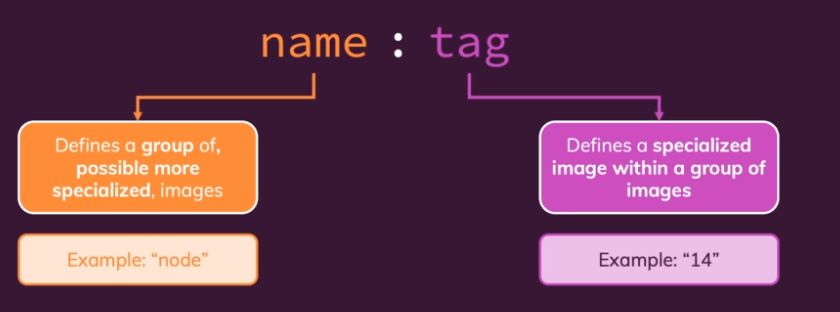 name : tag
Defines a group of,
possible more
specialized, images
Defines a specialized
image within a group of
images
Example: “node”
Example: “14”